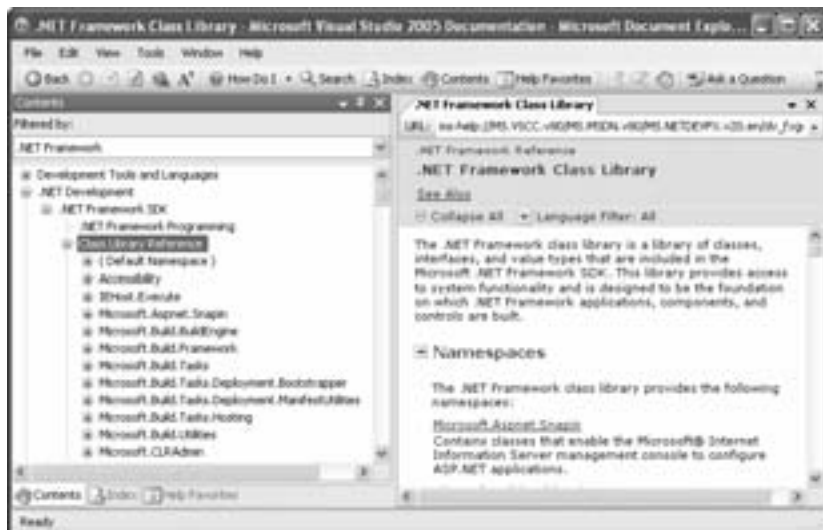 .NET Framework Class Library - Microsoft Visual Studio 2005 Documentation - Microsoft Document Explo...
File Edit View Tools Window Help
Back How Do I Search Index Contents Help Favorites Ask a Question
Contents
Filtered by:
.NET Framework
Development Tools and Languages
.NET Development
.NET Framework SDK
.NET Framework Programming
Class Library Reference
( Default Namespace )
Accessibility
IEHost.Execute
Microsoft.Aspnet.Snapin
Microsoft.Build.BuildEngine
Microsoft.Build.Framework
Microsoft.Build.Tasks
Microsoft.Build.Tasks.Deployment.Bootstrapper
Microsoft.Build.Tasks.Deployment.ManifestUtilities
Microsoft.Build.Tasks.Hosting
Microsoft.Build.Utilities
Microsoft.CLRAdmin
Contents Index Help Favorites
Ready
.NET Framework Class Library
URL:
.NET Framework Reference
.NET Framework Class Library
See Also
Collapse All Language Filter: All
The .NET Framework class library is a library of classes,
interfaces, and value types that are included in the
Microsoft .NET Framework SDK. This library provides access
to system functionality and is designed to be the foundation
on which .NET Framework applications, components, and
controls are built.
Namespaces
The .NET Framework class library provides the following
namespaces:
Microsoft.Aspnet.Snapin
Contains classes that enable the Microsoft® Internet
Information Server management console to configure
ASP.NET applications.